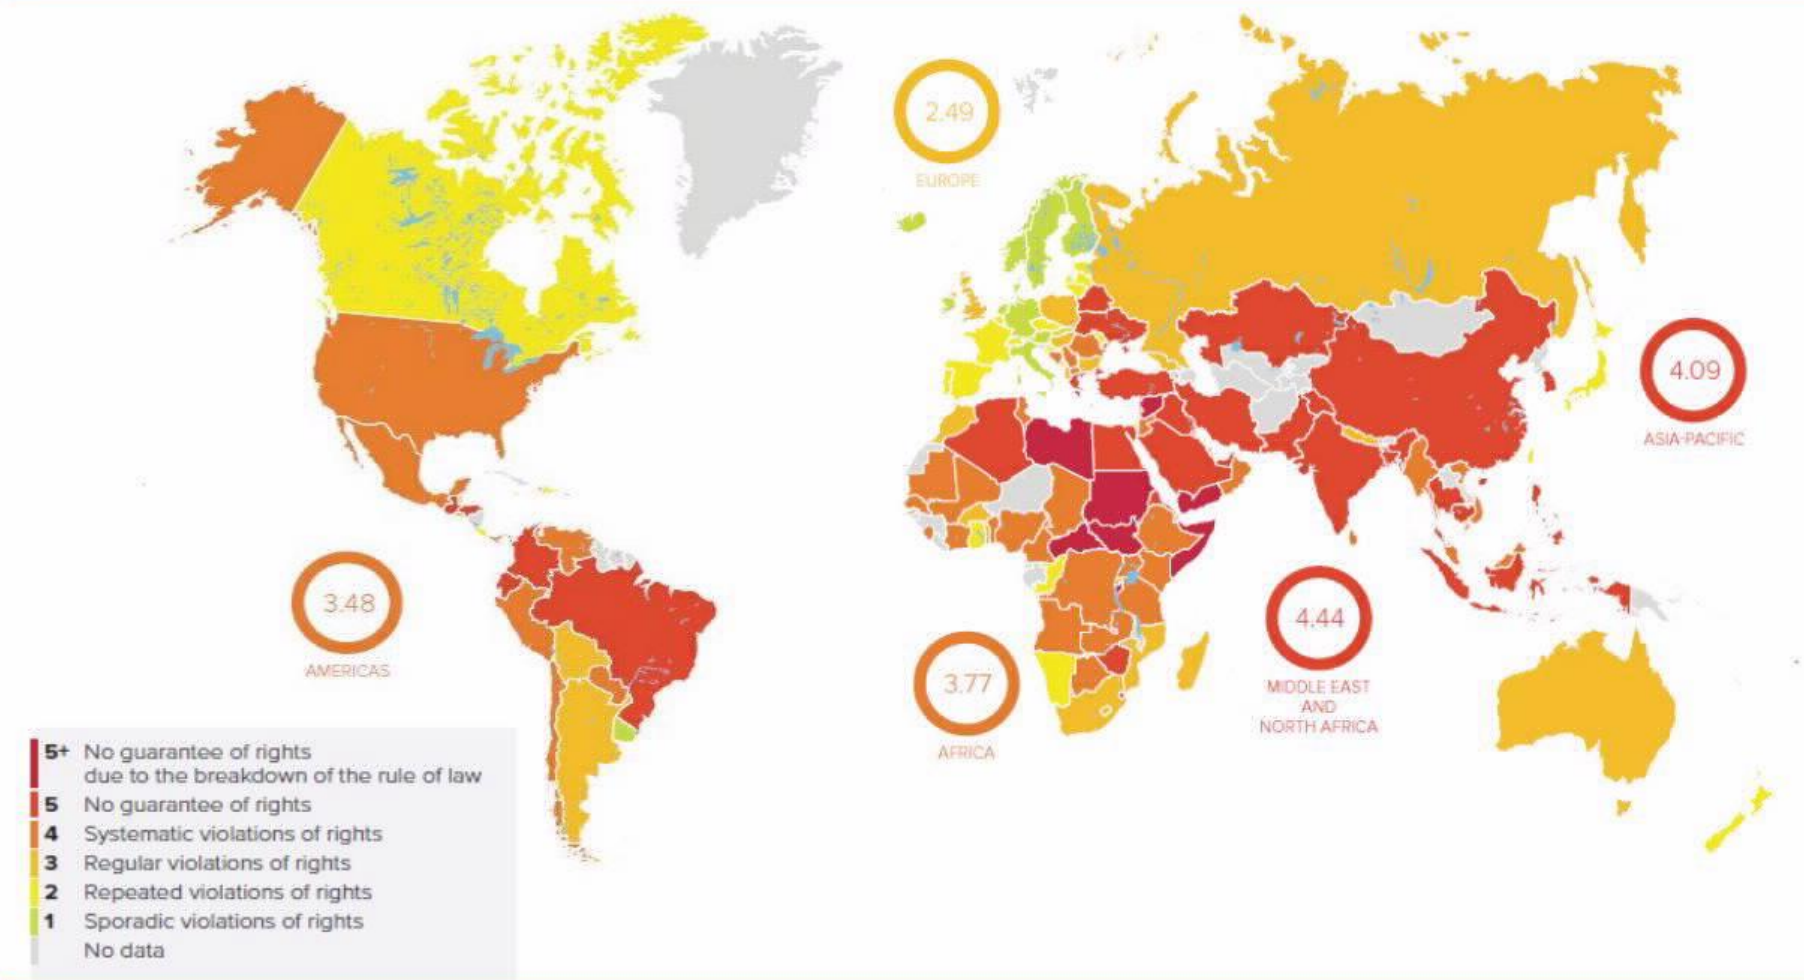 2.49
EUROPE
4.09
ASIA-PACIFIC
3.48
AMERICAS
4.44
MIDDLE EAST
AND
NORTH AFRICA
3.77
AFRICA
5+ No guarantee of rights
due to the breakdown of the rule of law
5 No guarantee of rights
4 Systematic violations of rights
3 Regular violations of rights
2 Repeated violations of rights
1 Sporadic violations of rights
No data